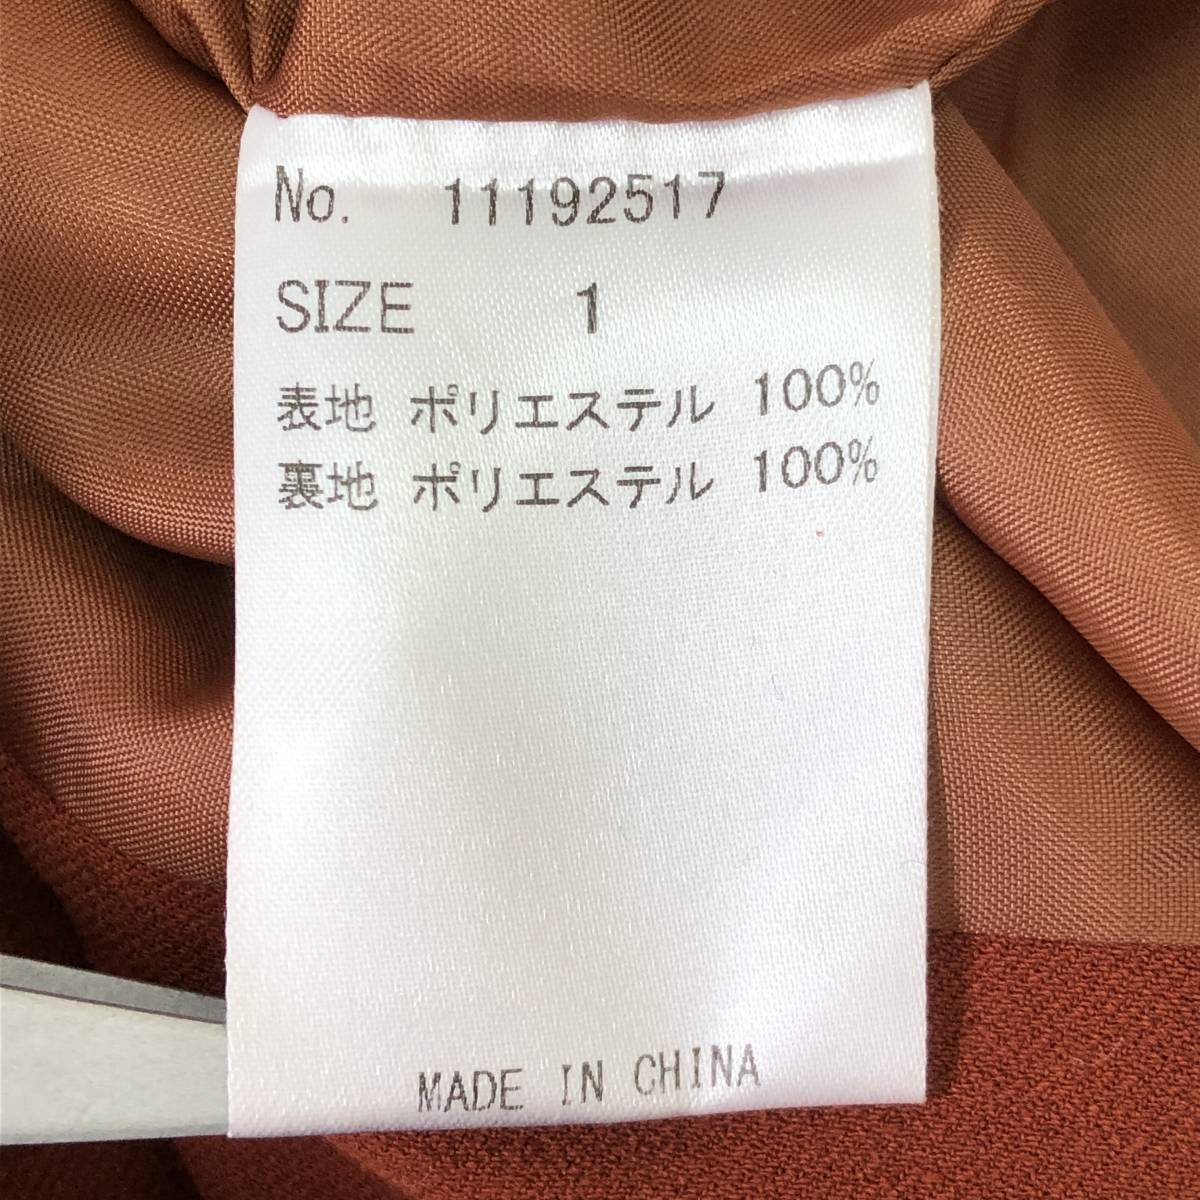 No. 11192517
SIZE 1
表地 ポリエステル 100%
裏地 ポリエステル 100%
MADE IN CHINA